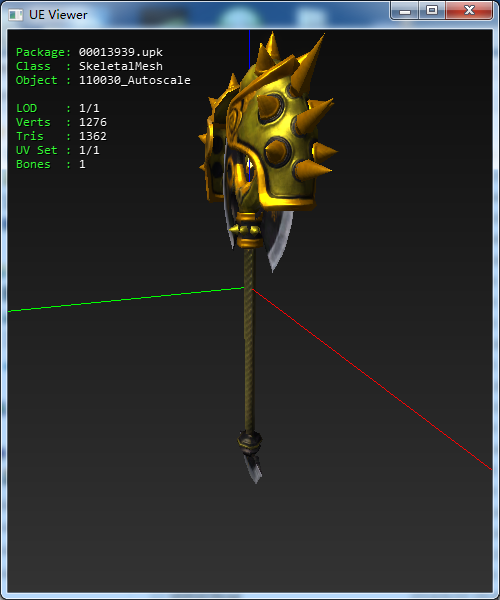 UE Viewer
Package: 00013939.upk
Class : SkeletalMesh
Object : 110030_Autoscale
LOD : 1/1
Verts : 1276
Tris : 1362
UV Set : 1/1
Bones : 1